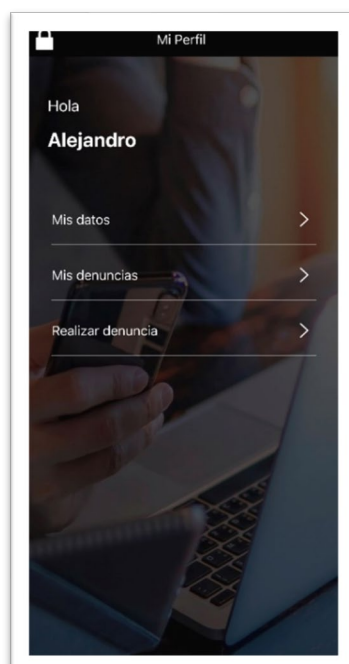 Mi Perfil
Hola
Alejandro
Mis datos
Mis denuncias
Realizar denuncia